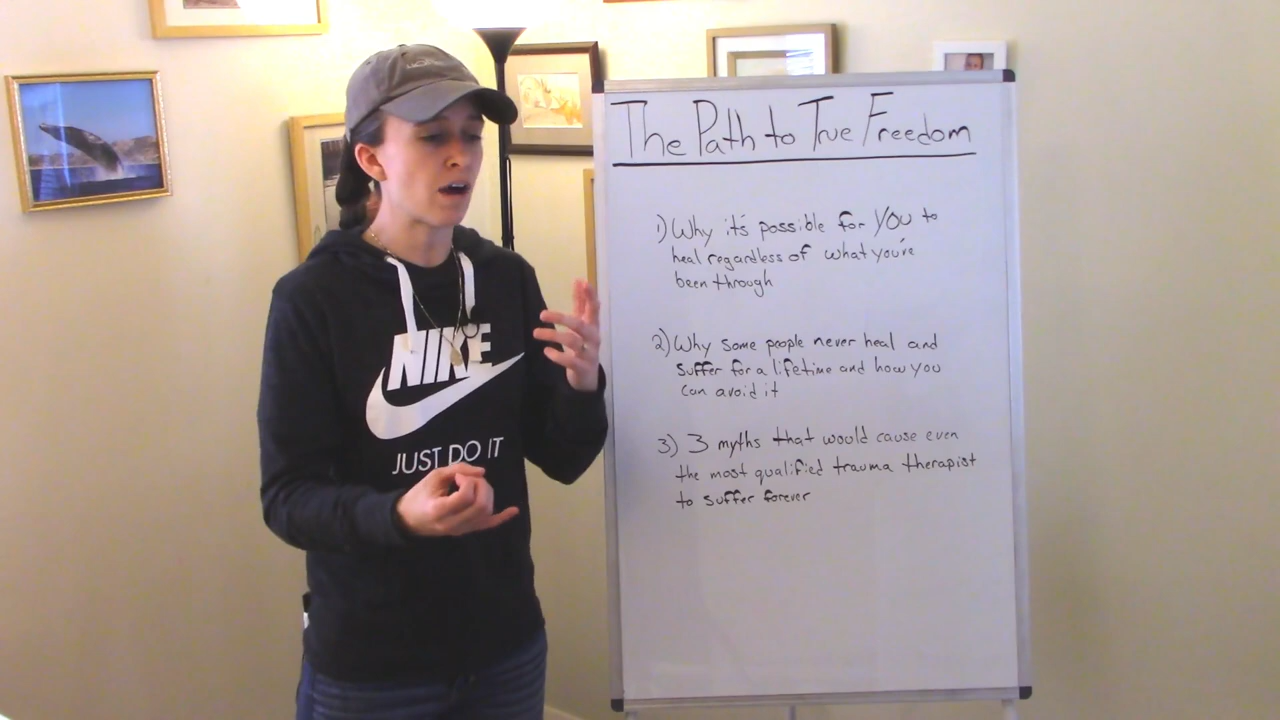 The Path to True Freedom
1) Why it's possible for YOU to
heal regardless of what you're
been through
2) Why some people never heal and
suffer for a lifetime and how you
can avoid it
3) 3 myths that would cause even
the most qualified trauma therapist
to suffer forever
NIKE
JUST DO IT